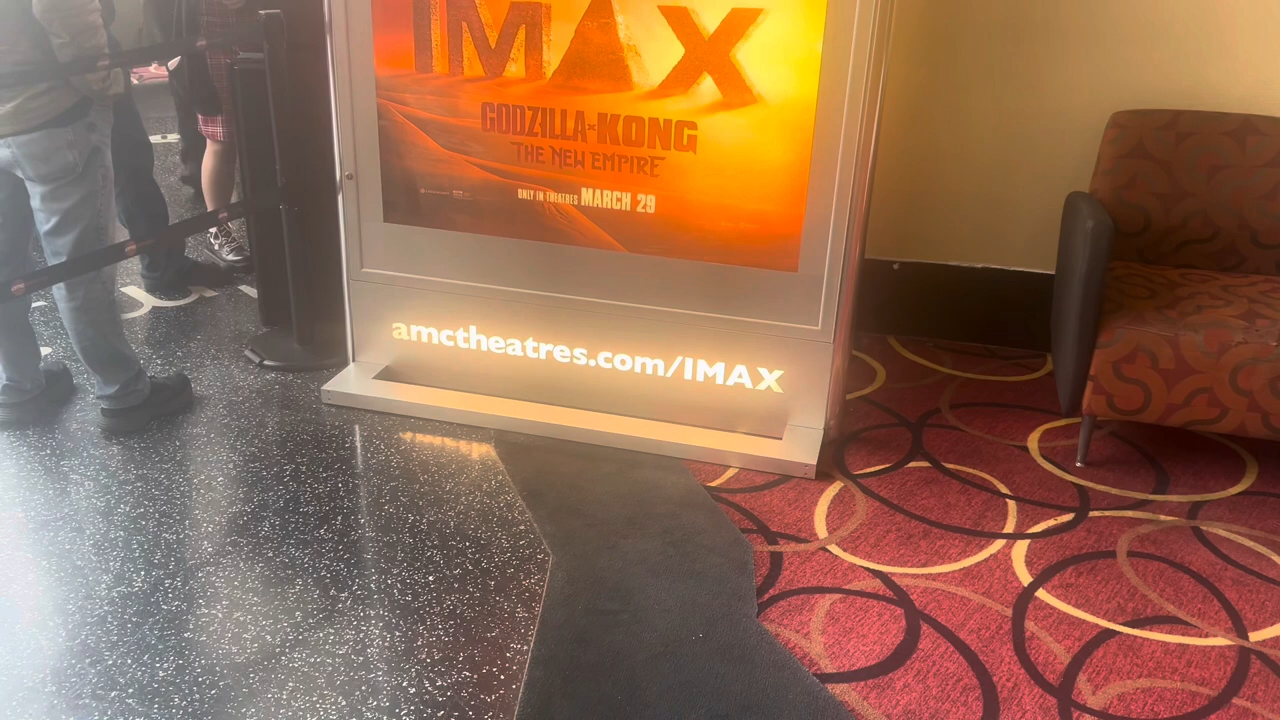 IMAX
GODZILLA x KONG
THE NEW EMPIRE
ONLY IN THEATRES MARCH 29
amctheatres.com/IMAX